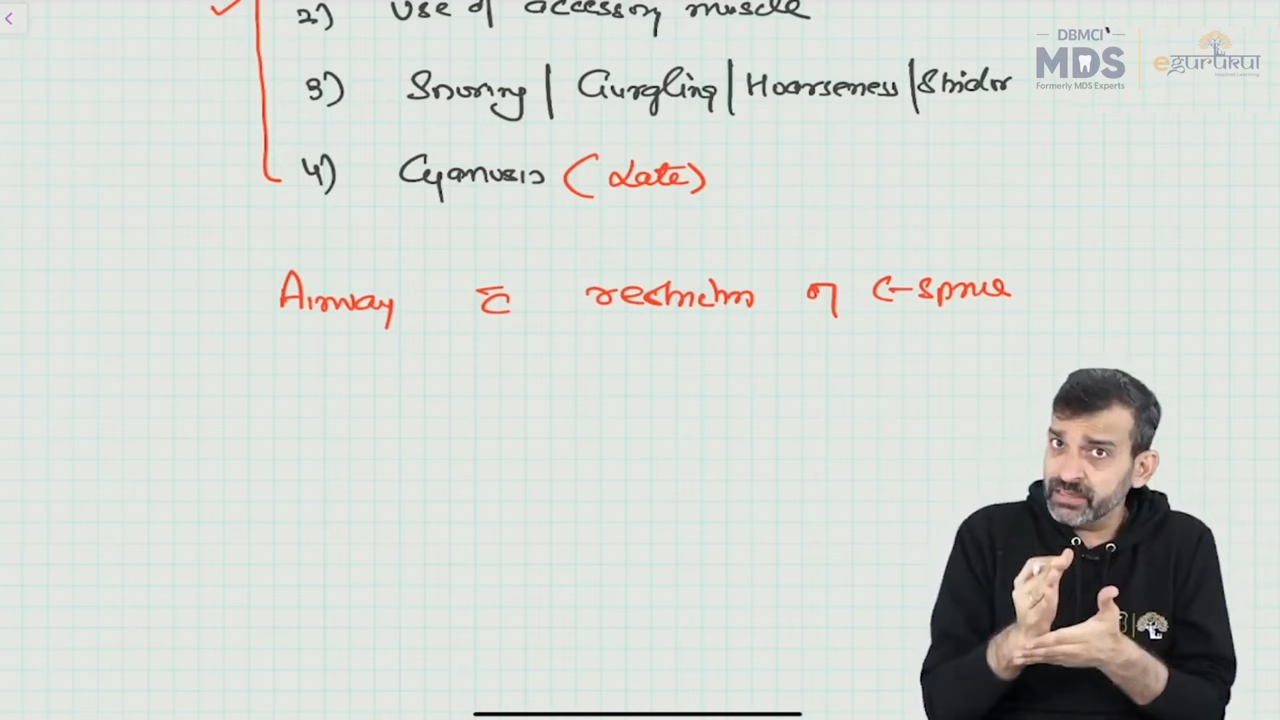 2) Use of accessory muscle
3) Snoring | Gurgling | Hoarseness | Stridor
4) Cyanosis (Late)
Airway c̄ restriction of C-spine
DBMCI
MDS
Formerly MDS Experts
egurukul